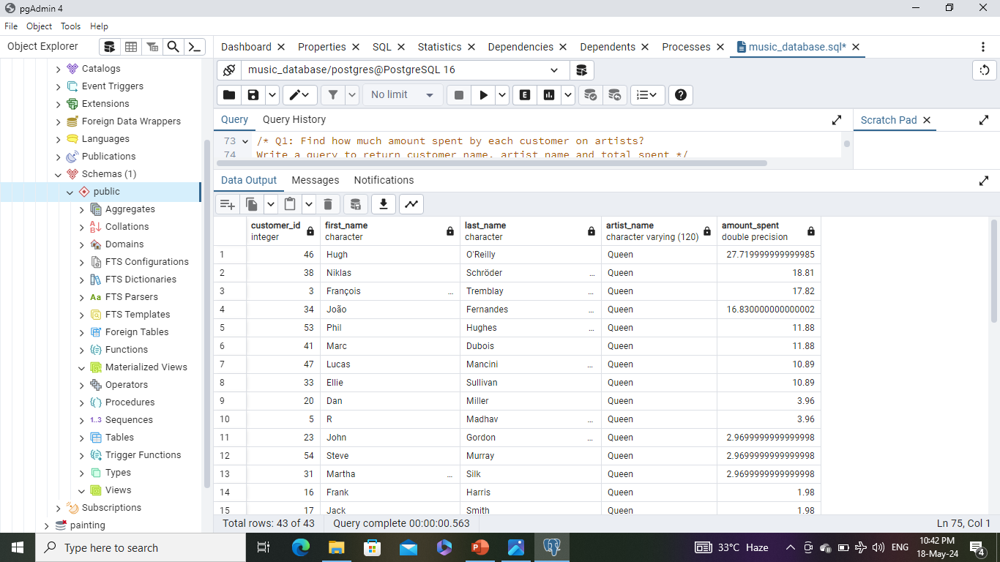 pgAdmin 4
File Object Tools Help
Object Explorer
Dashboard Properties SQL Statistics Dependencies Dependents Processes music_database.sql*
Catalogs
Event Triggers
Extensions
Foreign Data Wrappers
Languages
Publications
Schemas (1)
public
Aggregates
Collations
Domains
FTS Configurations
FTS Dictionaries
Aa FTS Parsers
FTS Templates
Foreign Tables
Functions
Materialized Views
Operators
Procedures
1..3 Sequences
Tables
Trigger Functions
Types
Views
Subscriptions
painting
music_database/postgres@PostgreSQL 16
No limit
E
Query Query History
Scratch Pad
73 /* Q1: Find how much amount spent by each customer on artists?
74 Write a query to return customer name, artist name and total spent */
Data Output Messages Notifications
customer_id first_name last_name artist_name amount_spent
integer character character character varying (120) double precision
1 46 Hugh O'Reilly Queen 27.719999999999985
2 38 Niklas Schröder ... Queen 18.81
3 3 François ... Tremblay ... Queen 17.82
4 34 João Fernandes ... Queen 16.830000000000002
5 53 Phil Hughes ... Queen 11.88
6 41 Marc Dubois Queen 11.88
7 47 Lucas Mancini ... Queen 10.89
8 33 Ellie Sullivan Queen 10.89
9 20 Dan Miller Queen 3.96
10 5 R Madhav ... Queen 3.96
11 23 John Gordon ... Queen 2.9699999999999998
12 54 Steve Murray Queen 2.9699999999999998
13 31 Martha ... Silk Queen 2.9699999999999998
14 16 Frank Harris Queen 1.98
15 17 Jack Smith Queen 1.98
Total rows: 43 of 43 Query complete 00:00:00.563 Ln 75, Col 1
Type here to search
33°C Haze
ENG
10:42 PM
18-May-24
4